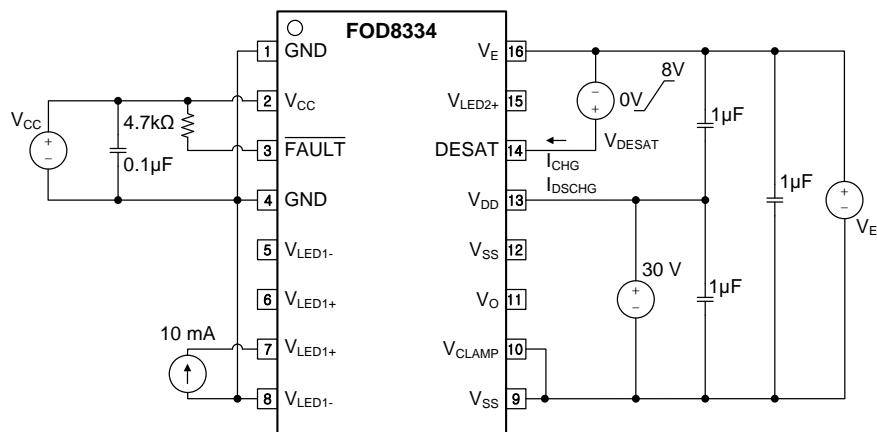 FOD8334
1 GND
2 VCC
3 FAULT
4 GND
5 VLED1-
6 VLED1+
7 VLED1+
8 VLED1-
VE 16
VLED2+ 15
DESAT 14
VDD 13
VSS 12
VO 11
VCLAMP 10
VSS 9
VCC
+
−
4.7kΩ
0.1µF
10 mA
0V
8V
−
+
VDESAT
ICHG
IDSCHG
1µF
1µF
1µF
30 V
+
−
+
−
VE